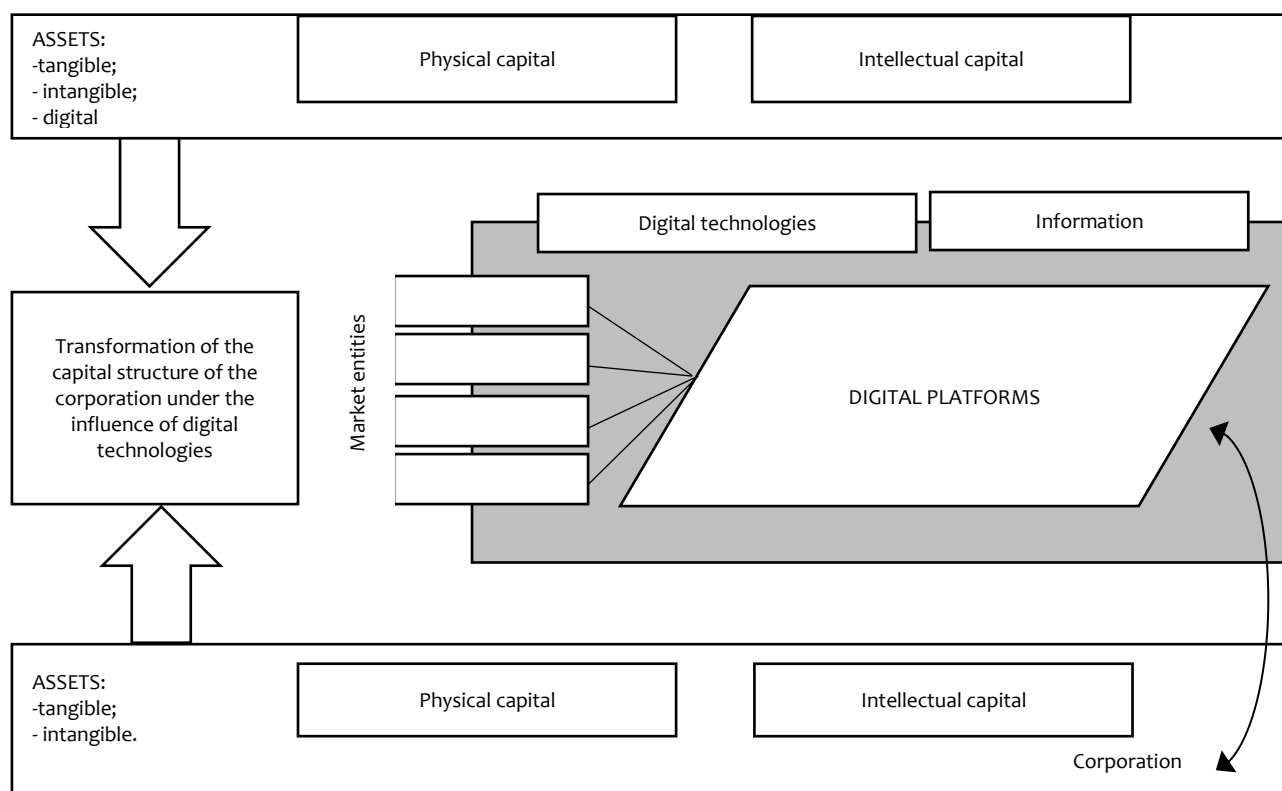 ASSETS:
-tangible;
- intangible;
- digital
Physical capital
Intellectual capital
Digital technologies
Information
Market entities
Transformation of the
capital structure of the
corporation under the
influence of digital
technologies
DIGITAL PLATFORMS
ASSETS:
-tangible;
- intangible.
Physical capital
Intellectual capital
Corporation